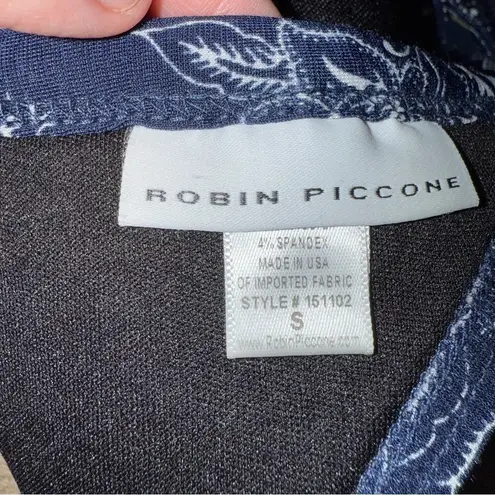 ROBIN PICCONE
4% SPANDEX
MADE IN USA
OF IMPORTED FABRIC
STYLE # 151102
S
www.RobinPiccone.com